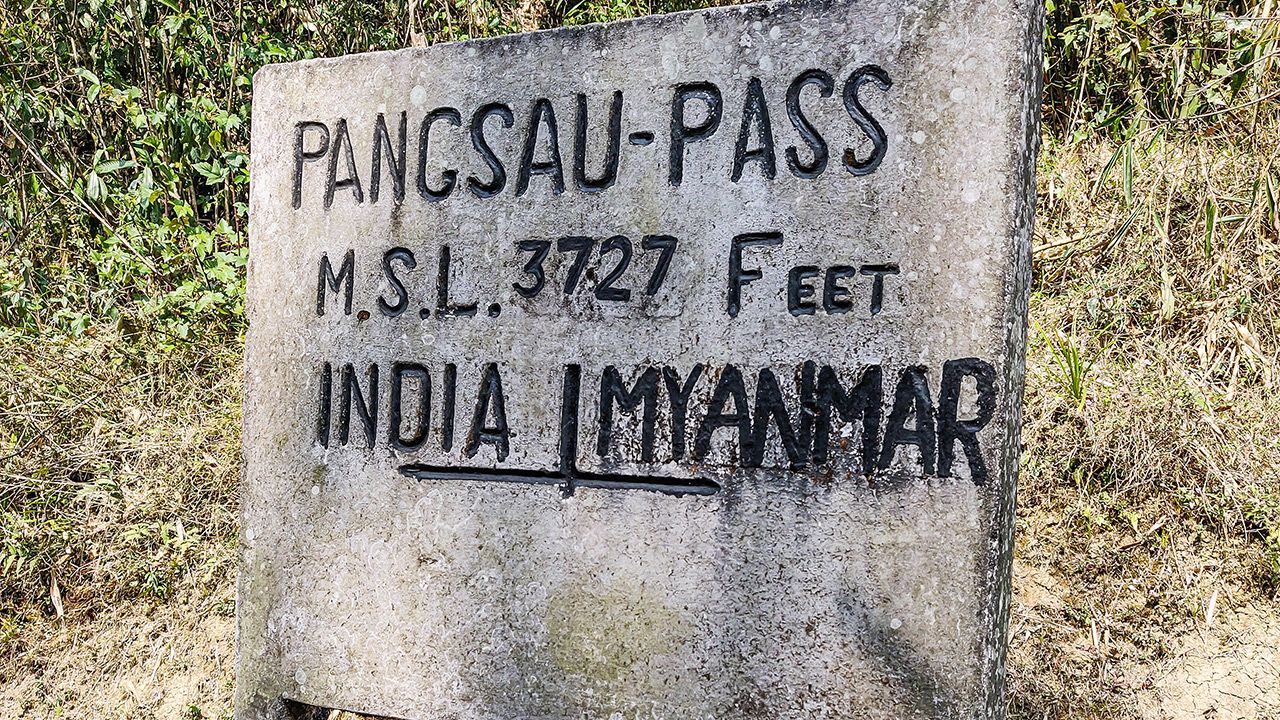 PANGSAU-PASS
M.S.L. 3727 FEET
INDIA MYANMAR